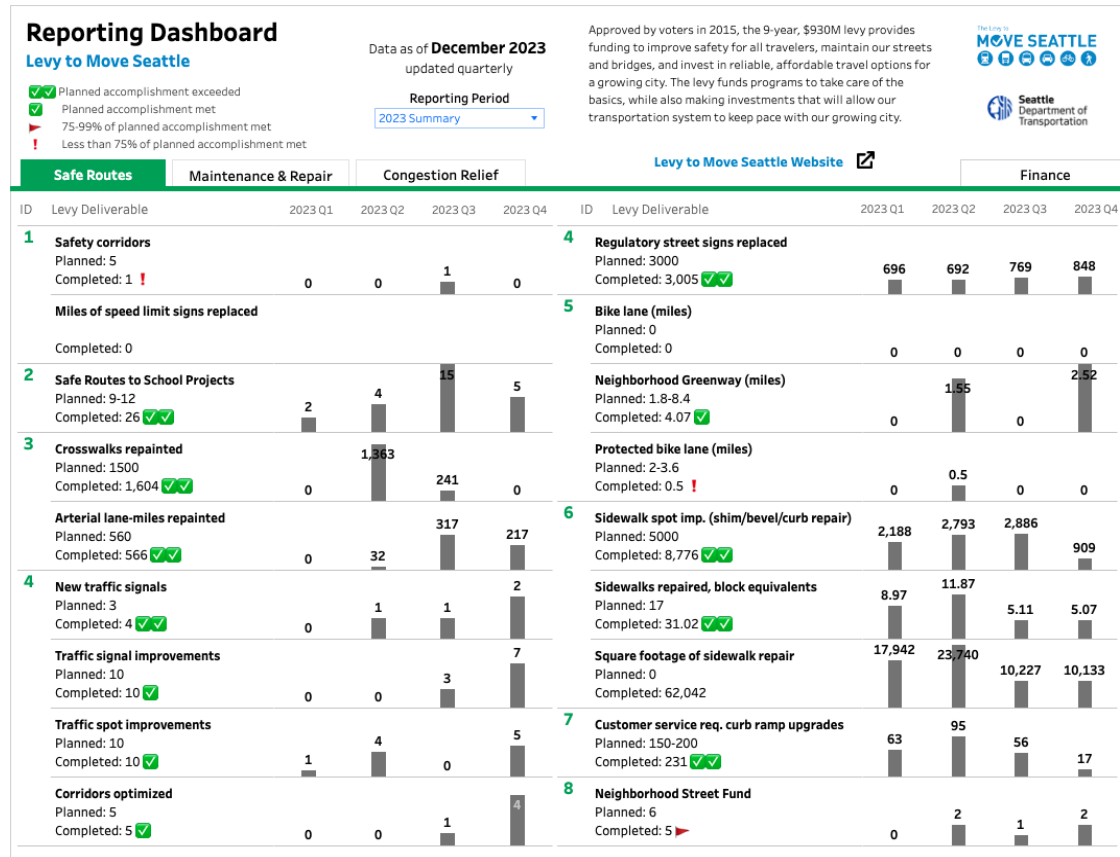 Reporting Dashboard
Levy to Move Seattle
Planned accomplishment exceeded
Planned accomplishment met
75-99% of planned accomplishment met
Less than 75% of planned accomplishment met
Data as of December 2023
updated quarterly
Reporting Period
2023 Summary
Approved by voters in 2015, the 9-year, $930M levy provides
funding to improve safety for all travelers, maintain our streets
and bridges, and invest in reliable, affordable travel options for
a growing city. The levy funds programs to take care of the
basics, while also making investments that will allow our
transportation system to keep pace with our growing city.
Levy to Move Seattle Website
The Levy to
MOVE SEATTLE
Seattle
Department of
Transportation
Safe Routes
Maintenance & Repair
Congestion Relief
Finance
ID Levy Deliverable 2023 Q1 2023 Q2 2023 Q3 2023 Q4
1 Safety corridors
Planned: 5
Completed: 1
0 0 1 0
Miles of speed limit signs replaced
Completed: 0
2 Safe Routes to School Projects
Planned: 9-12
Completed: 26
2 4 15 5
3 Crosswalks repainted
Planned: 1500
Completed: 1,604
0 1,363 241 0
Arterial lane-miles repainted
Planned: 560
Completed: 566
0 32 317 217
4 New traffic signals
Planned: 3
Completed: 4
0 1 1 2
Traffic signal improvements
Planned: 10
Completed: 10
0 0 3 7
Traffic spot improvements
Planned: 10
Completed: 10
1 4 0 5
Corridors optimized
Planned: 5
Completed: 5
0 0 1 4
ID Levy Deliverable 2023 Q1 2023 Q2 2023 Q3 2023 Q4
4 Regulatory street signs replaced
Planned: 3000
Completed: 3,005
696 692 769 848
5 Bike lane (miles)
Planned: 0
Completed: 0
0 0 0 0
Neighborhood Greenway (miles)
Planned: 1.8-8.4
Completed: 4.07
0 1.55 0 2.52
Protected bike lane (miles)
Planned: 2-3.6
Completed: 0.5
0 0.5 0 0
6 Sidewalk spot imp. (shim/bevel/curb repair)
Planned: 5000
Completed: 8,776
2,188 2,793 2,886 909
Sidewalks repaired, block equivalents
Planned: 17
Completed: 31.02
8.97 11.87 5.11 5.07
Square footage of sidewalk repair
Planned: 0
Completed: 62,042
17,942 23,740 10,227 10,133
7 Customer service req. curb ramp upgrades
Planned: 150-200
Completed: 231
63 95 56 17
8 Neighborhood Street Fund
Planned: 6
Completed: 5
0 2 1 2